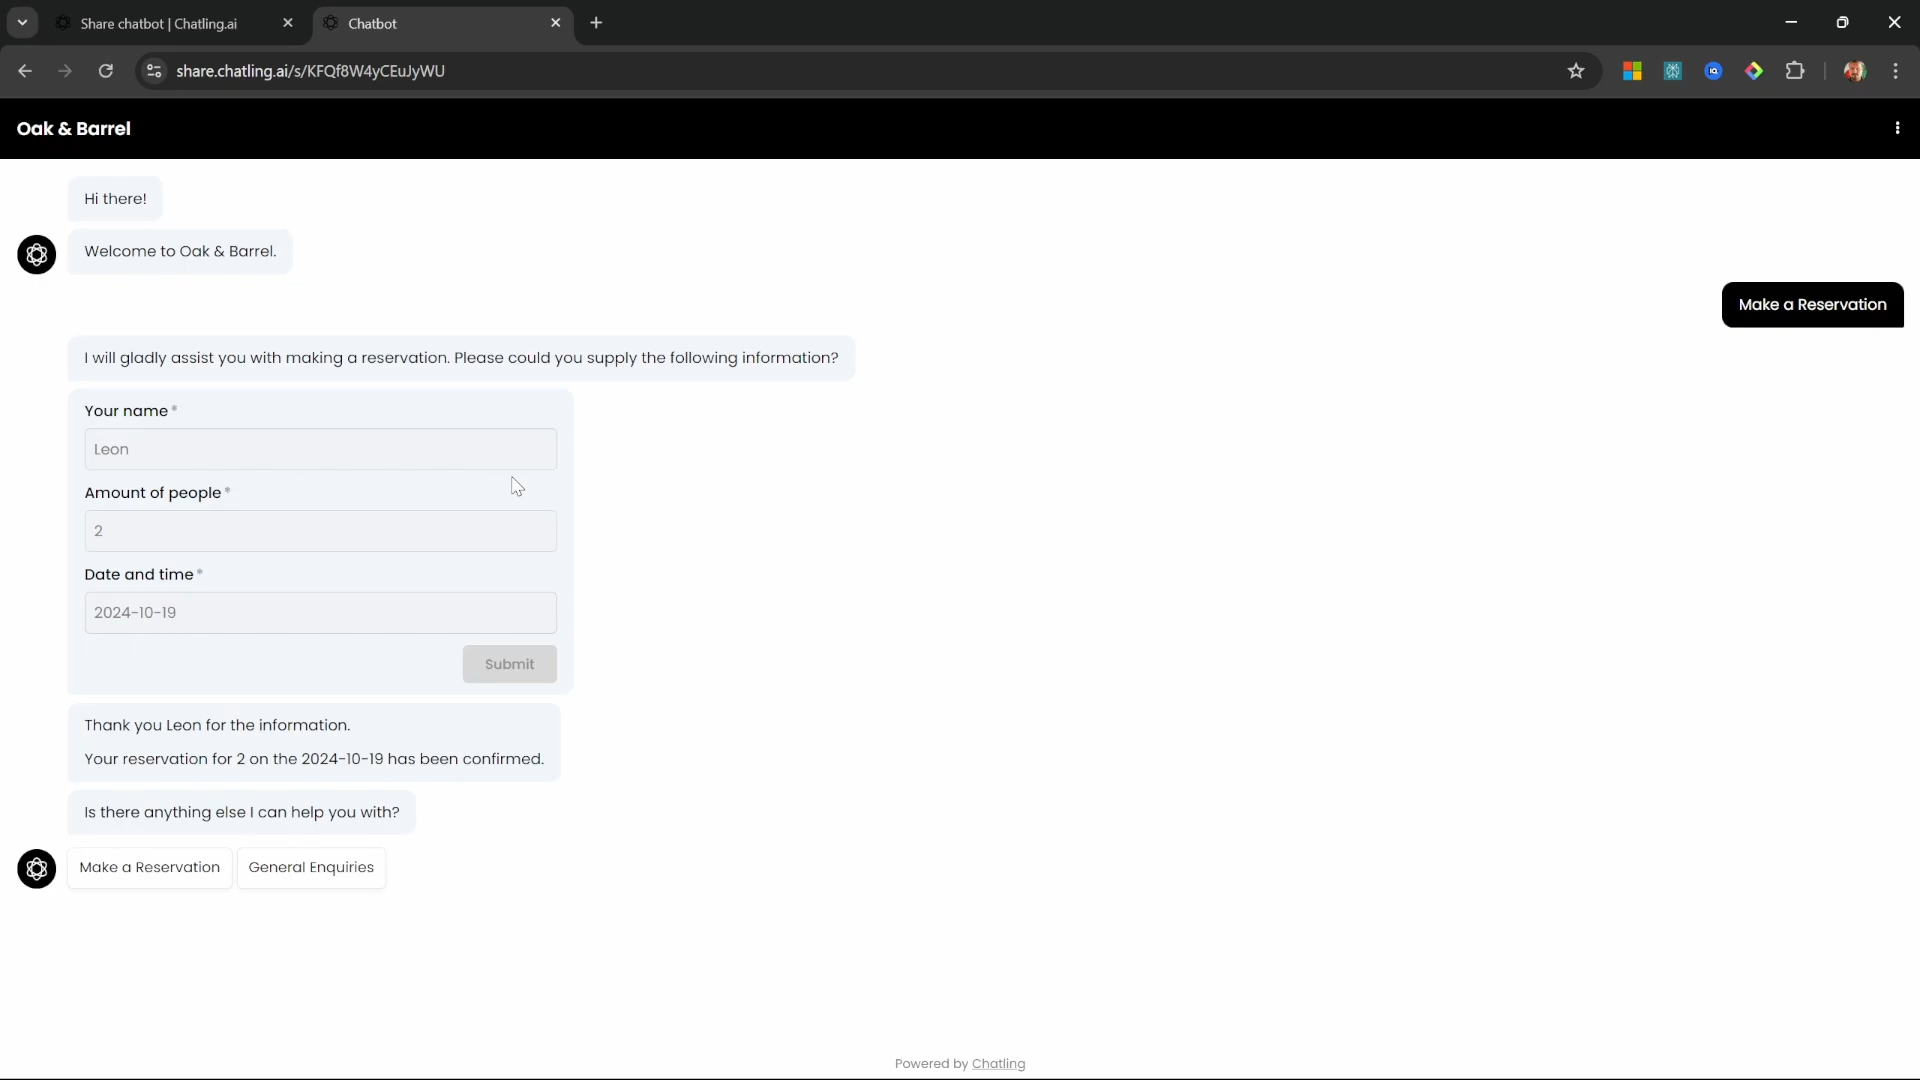 Share chatbot | Chatling.ai
Chatbot
share.chatling.ai/s/KFQf8W4yCEuJyWU
Oak & Barrel
Hi there!
Welcome to Oak & Barrel.
Make a Reservation
I will gladly assist you with making a reservation. Please could you supply the following information?
Your name *
Leon
Amount of people *
2
Date and time *
2024-10-19
Submit
Thank you Leon for the information.
Your reservation for 2 on the 2024-10-19 has been confirmed.
Is there anything else I can help you with?
Make a Reservation
General Enquiries
Powered by Chatling